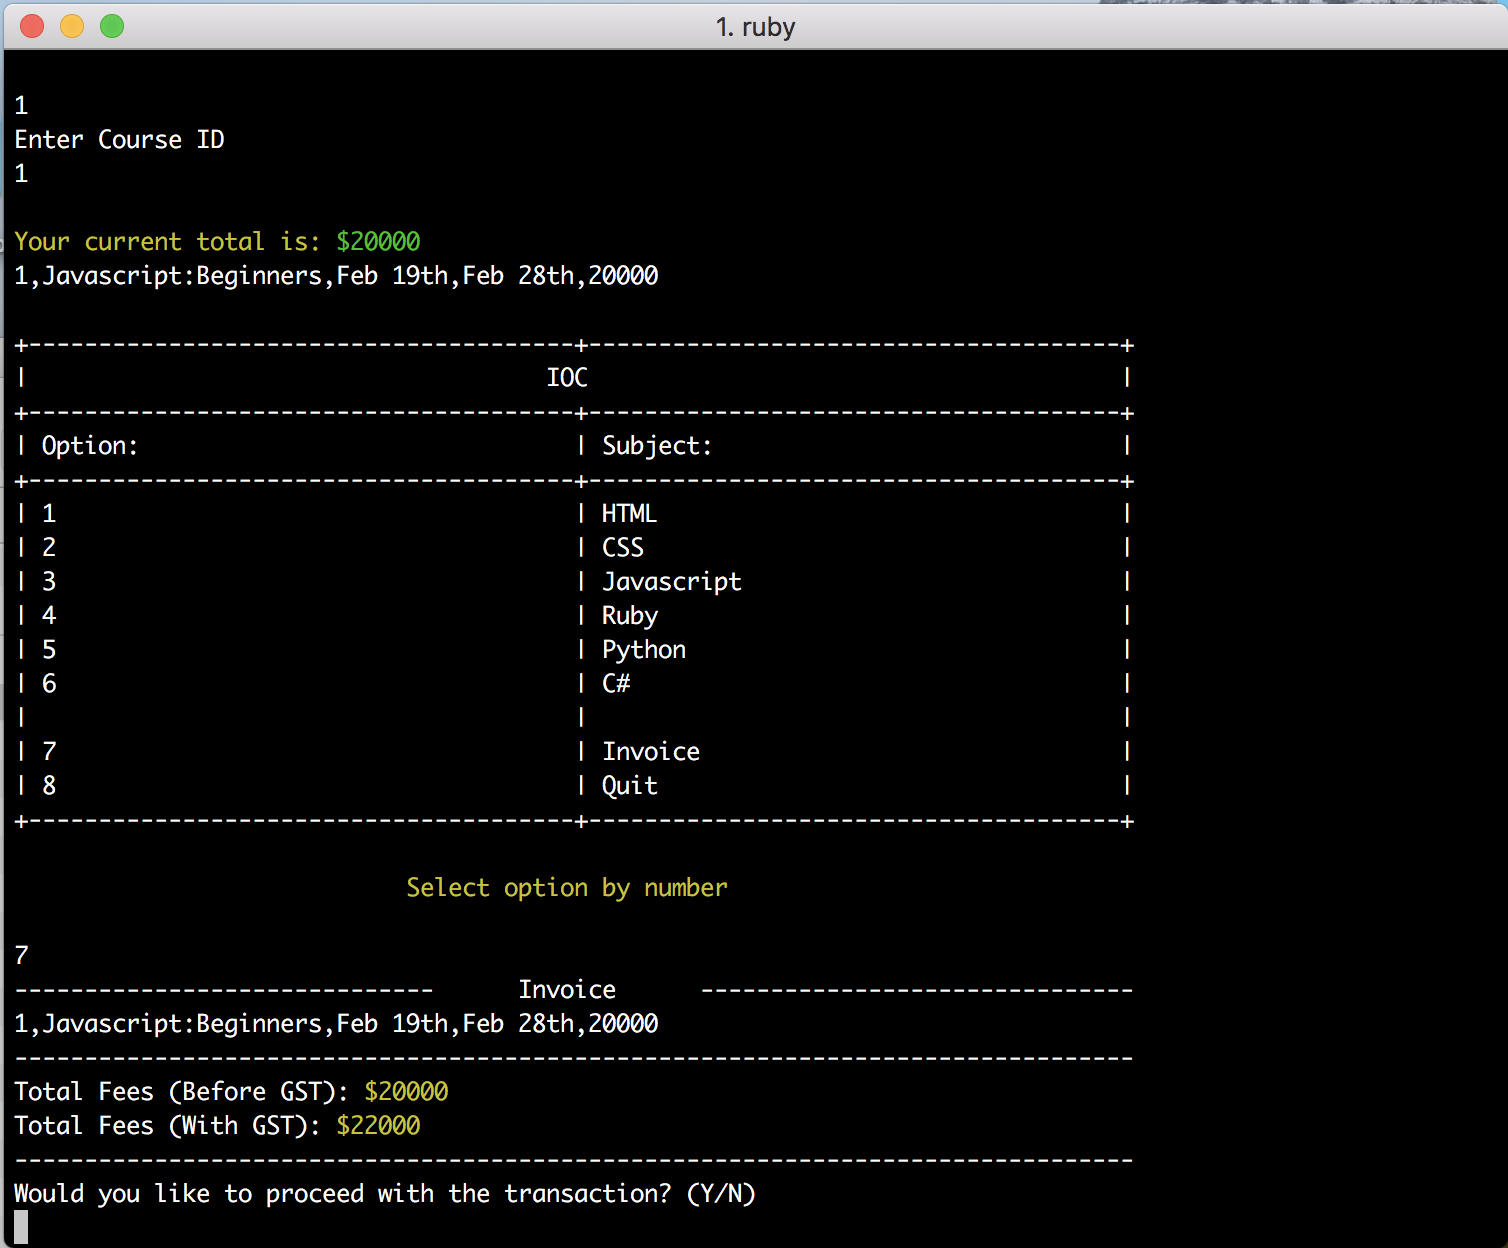 1. ruby
1
Enter Course ID
1
Your current total is: $20000
1,Javascript:Beginners,Feb 19th,Feb 28th,20000
+---------------------------------------+--------------------------------------+
|                                     IOC                                      |
+---------------------------------------+--------------------------------------+
| Option:                               | Subject:                             |
+---------------------------------------+--------------------------------------+
| 1                                     | HTML                                 |
| 2                                     | CSS                                  |
| 3                                     | Javascript                           |
| 4                                     | Ruby                                 |
| 5                                     | Python                               |
| 6                                     | C#                                   |
|                                       |                                      |
| 7                                     | Invoice                              |
| 8                                     | Quit                                 |
+---------------------------------------+--------------------------------------+
Select option by number
7
------------------------------      Invoice      -------------------------------
1,Javascript:Beginners,Feb 19th,Feb 28th,20000
--------------------------------------------------------------------------------
Total Fees (Before GST): $20000
Total Fees (With GST): $22000
--------------------------------------------------------------------------------
Would you like to proceed with the transaction? (Y/N)